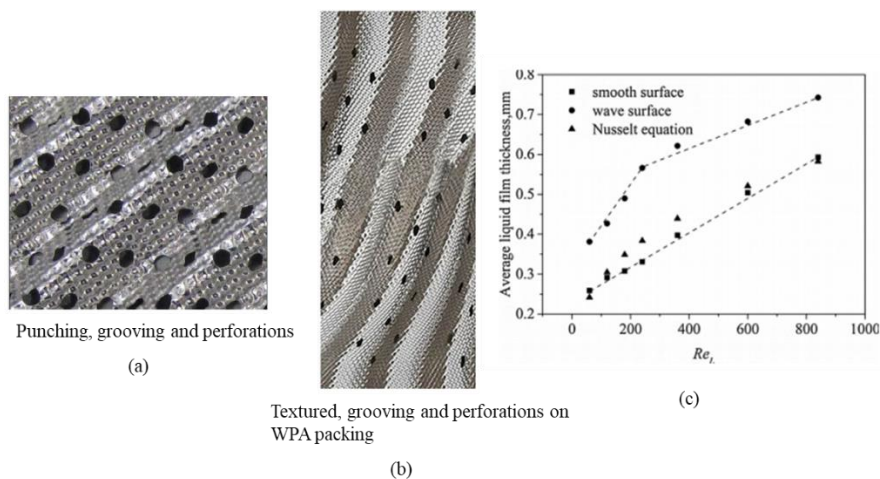 Punching, grooving and perforations
(a)
Textured, grooving and perforations on
WPA packing
(b)
0.8
0.7
0.6
0.5
0.4
0.3
0.2
Average liquid film thickness,mm
smooth surface
wave surface
Nusselt equation
0 200 400 600 800 1000
Re_L
(c)